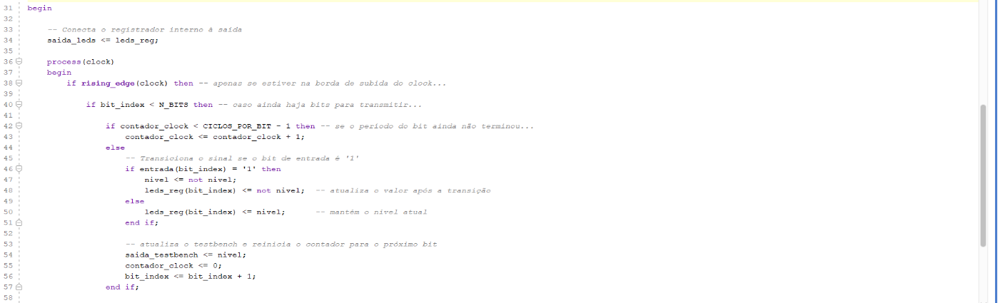 31 begin
32
33 -- Conecta o registrador interno à saída
34 saida_leds <= leds_reg;
35
36 process(clock)
37 begin
38 if rising_edge(clock) then -- apenas se estiver na borda de subida do clock...
39
40 if bit_index < N_BITS then -- caso ainda haja bits para transmitir...
41
42 if contador_clock < CICLOS_POR_BIT - 1 then -- se o período do bit ainda não terminou...
43 contador_clock <= contador_clock + 1;
44 else
45 -- Transiciona o sinal se o bit de entrada é '1'
46 if entrada(bit_index) = '1' then
47 nivel <= not nivel;
48 leds_reg(bit_index) <= not nivel; -- atualiza o valor após a transição
49 else
50 leds_reg(bit_index) <= nivel; -- mantém o nível atual
51 end if;
52
53 -- atualiza o testbench e reinicia o contador para o próximo bit
54 saida_testbench <= nivel;
55 contador_clock <= 0;
56 bit_index <= bit_index + 1;
57 end if;
58